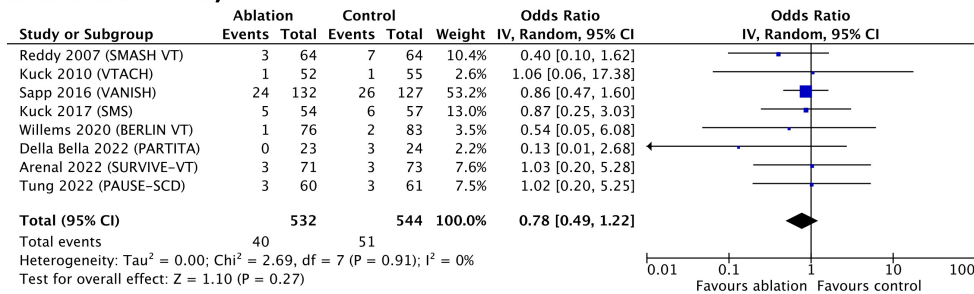 Ablation Control Odds Ratio Odds Ratio
Study or Subgroup Events Total Events Total Weight IV, Random, 95% CI IV, Random, 95% CI
Reddy 2007 (SMASH VT) 3 64 7 64 10.4% 0.40 [0.10, 1.62]
Kuck 2010 (VTACH) 1 52 1 55 2.6% 1.06 [0.06, 17.38]
Sapp 2016 (VANISH) 24 132 26 127 53.2% 0.86 [0.47, 1.60]
Kuck 2017 (SMS) 5 54 6 57 13.0% 0.87 [0.25, 3.03]
Willems 2020 (BERLIN VT) 1 76 2 83 3.5% 0.54 [0.05, 6.08]
Della Bella 2022 (PARTITA) 0 23 3 24 2.2% 0.13 [0.01, 2.68]
Arenal 2022 (SURVIVE-VT) 3 71 3 73 7.6% 1.03 [0.20, 5.28]
Tung 2022 (PAUSE-SCD) 3 60 3 61 7.5% 1.02 [0.20, 5.25]
Total (95% CI) 532 544 100.0% 0.78 [0.49, 1.22]
Total events 40 51
Heterogeneity: Tau² = 0.00; Chi² = 2.69, df = 7 (P = 0.91); I² = 0%
Test for overall effect: Z = 1.10 (P = 0.27)
0.01 0.1 1 10 100
Favours ablation Favours control